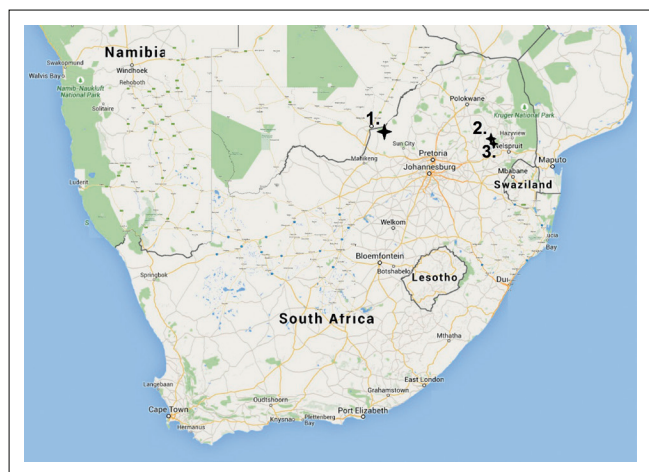 Namibia
Swakopmund
Windhoek
Walvis Bay
Rehoboth
Namib-Naukluft
National Park
Solitaire
Polokwane
Kruger National Park
1.
2.
Hazyview
Sun City
Mahikeng
Pretoria
3.
Nelspruit
Johannesburg
Maputo
Mbabane
Swaziland
Welkom
Bay
Bloemfontein
Botshabelo
Lesotho
Springbok
South Africa
Mthatha
Langebaan
East London
Oudtshoorn
Grahamstown
Cape Town
Knysna
Plettenberg
Bay
Port Elizabeth
Hermanus